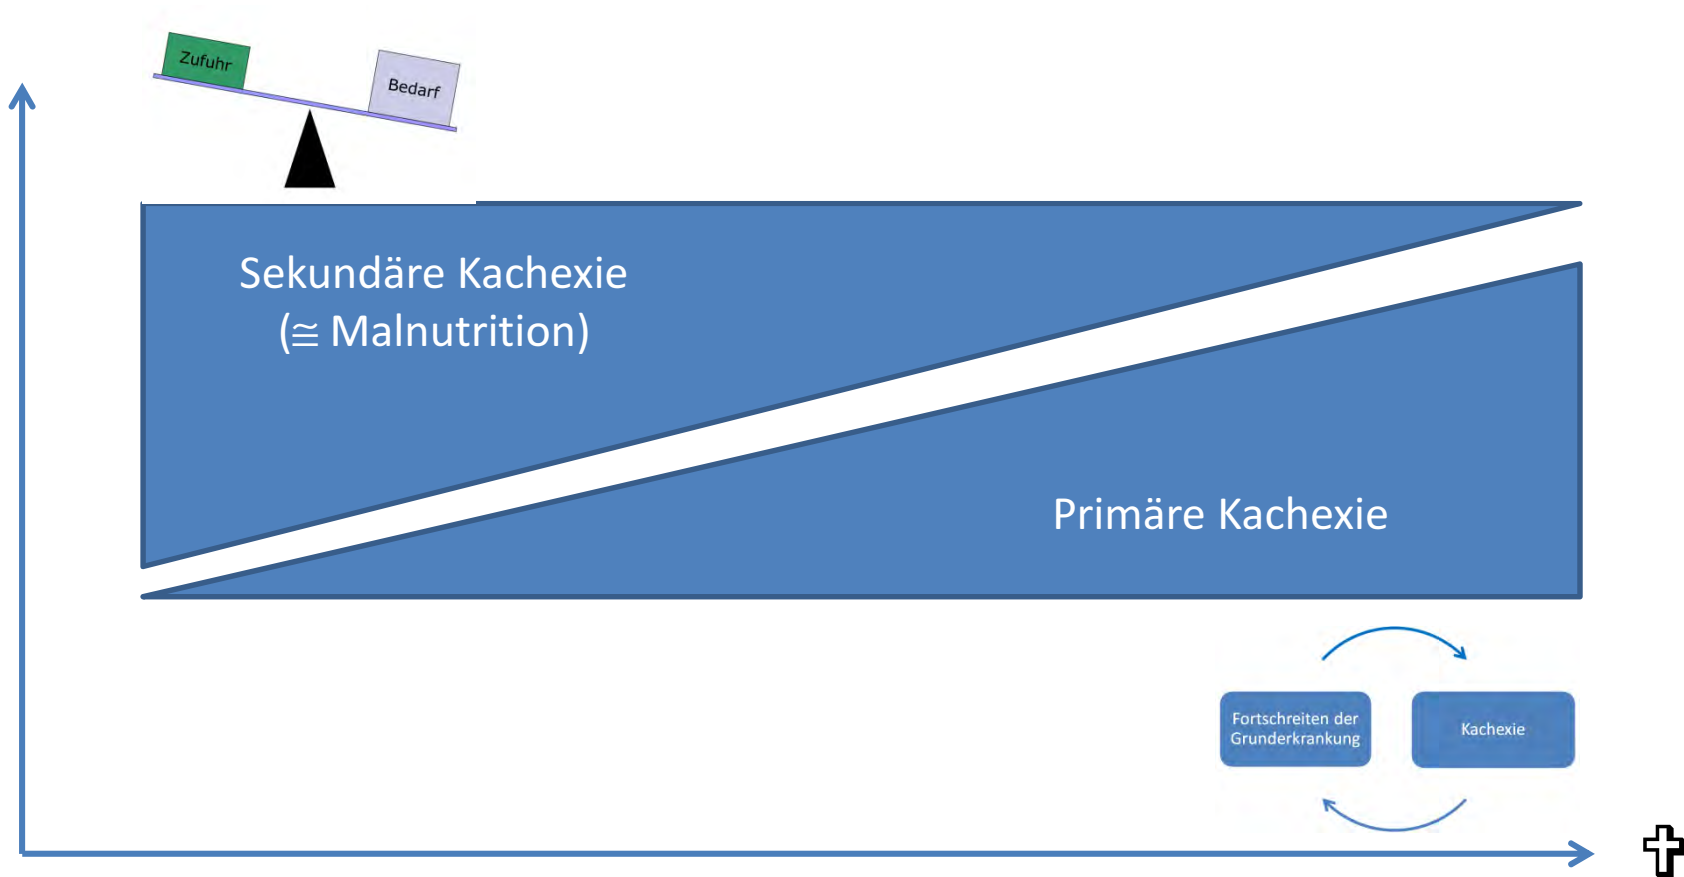 Zufuhr
Bedarf
Sekundäre Kachexie
(≅ Malnutrition)
Primäre Kachexie
Fortschreiten der
Grunderkrankung
Kachexie